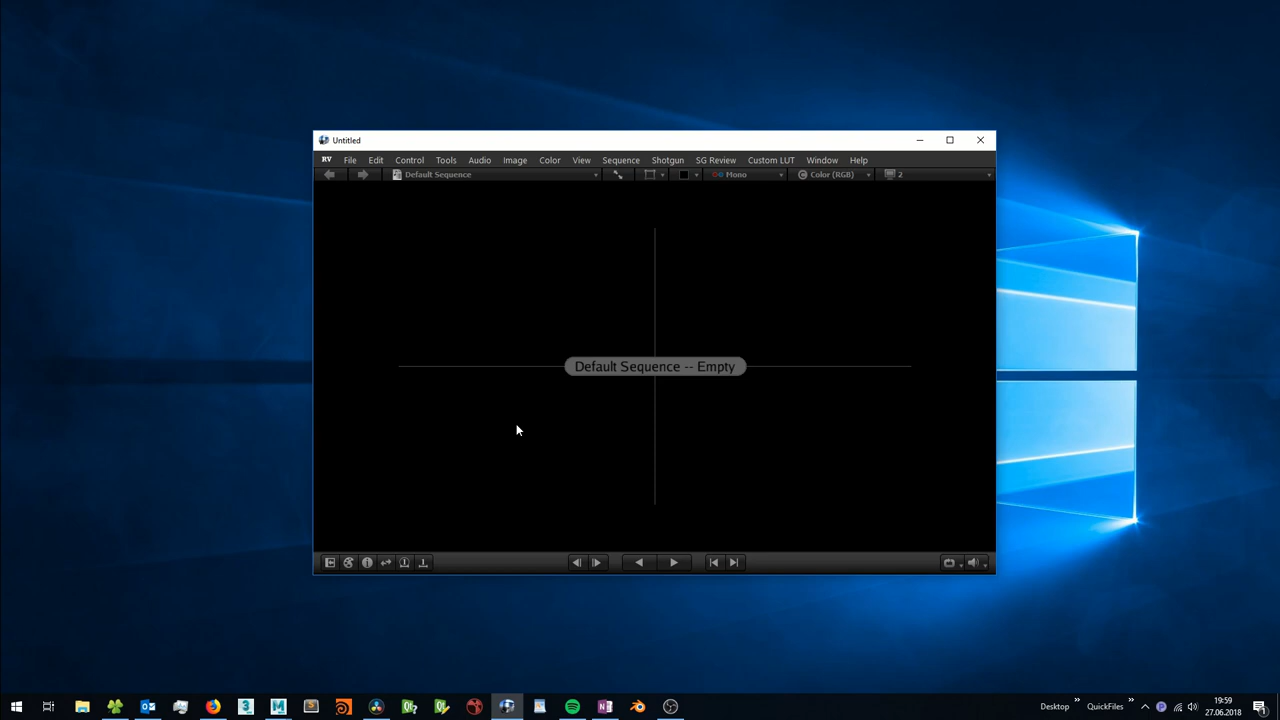 Untitled
RV File Edit Control Tools Audio Image Color View Sequence Shotgun SG Review Custom LUT Window Help
Default Sequence Mono Color (RGB) 2
Default Sequence -- Empty
Desktop » QuickFiles »
19:59
27.06.2018